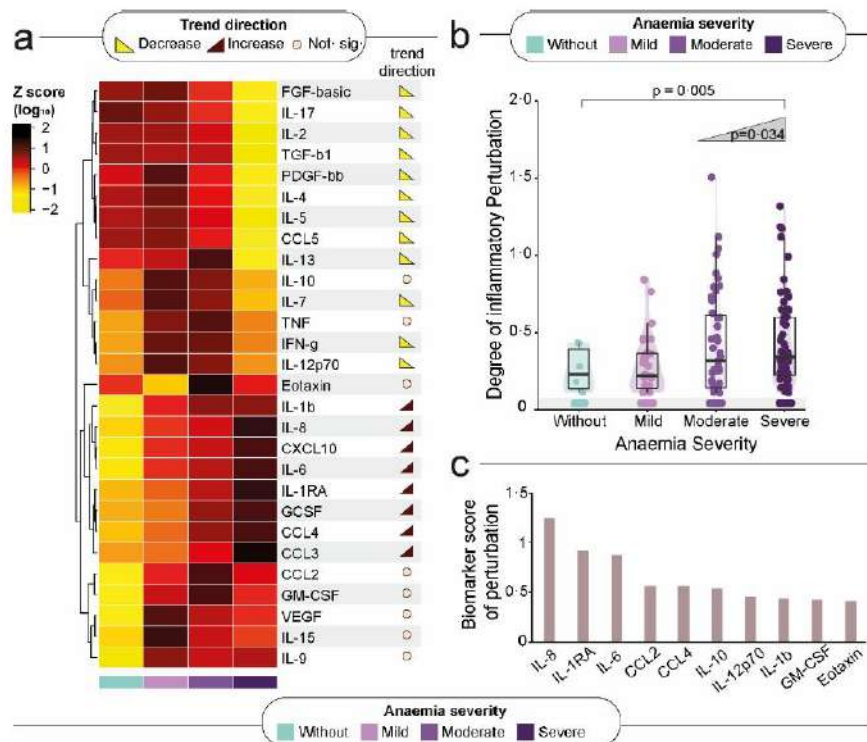 a
Trend direction
Decrease Increase Not· sig·
trend
direction
Z score
(log₁₀)
2
1
0
−1
−2
FGF-basic
IL-17
IL-2
TGF-b1
PDGF-bb
IL-4
IL-5
CCL5
IL-13
IL-10
IL-7
TNF
IFN-g
IL-12p70
Eotaxin
IL-1b
IL-8
CXCL10
IL-6
IL-1RA
GCSF
CCL4
CCL3
CCL2
GM-CSF
VEGF
IL-15
IL-9
b
Anaemia severity
Without Mild Moderate Severe
p = 0·005
p=0·034
Degree of inflammatory Perturbation
2·0
1·5
1·0
0·5
0
Without Mild Moderate Severe
Anaemia Severity
c
Biomarker score
of perturbation
1·5
1·0
0·5
0
IL-8
IL-1RA
IL-6
CCL2
CCL4
IL-10
IL-12p70
IL-1b
GM-CSF
Eotaxin
Anaemia severity
Without Mild Moderate Severe